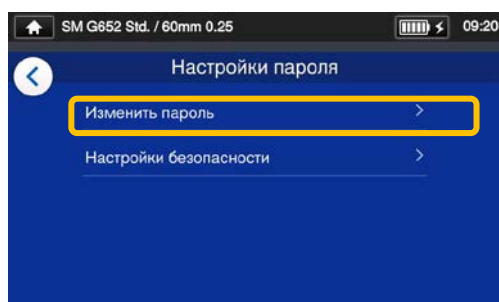 SM G652 Std. / 60mm 0.25 09:20
Настройки пароля
Изменить пароль
Настройки безопасности